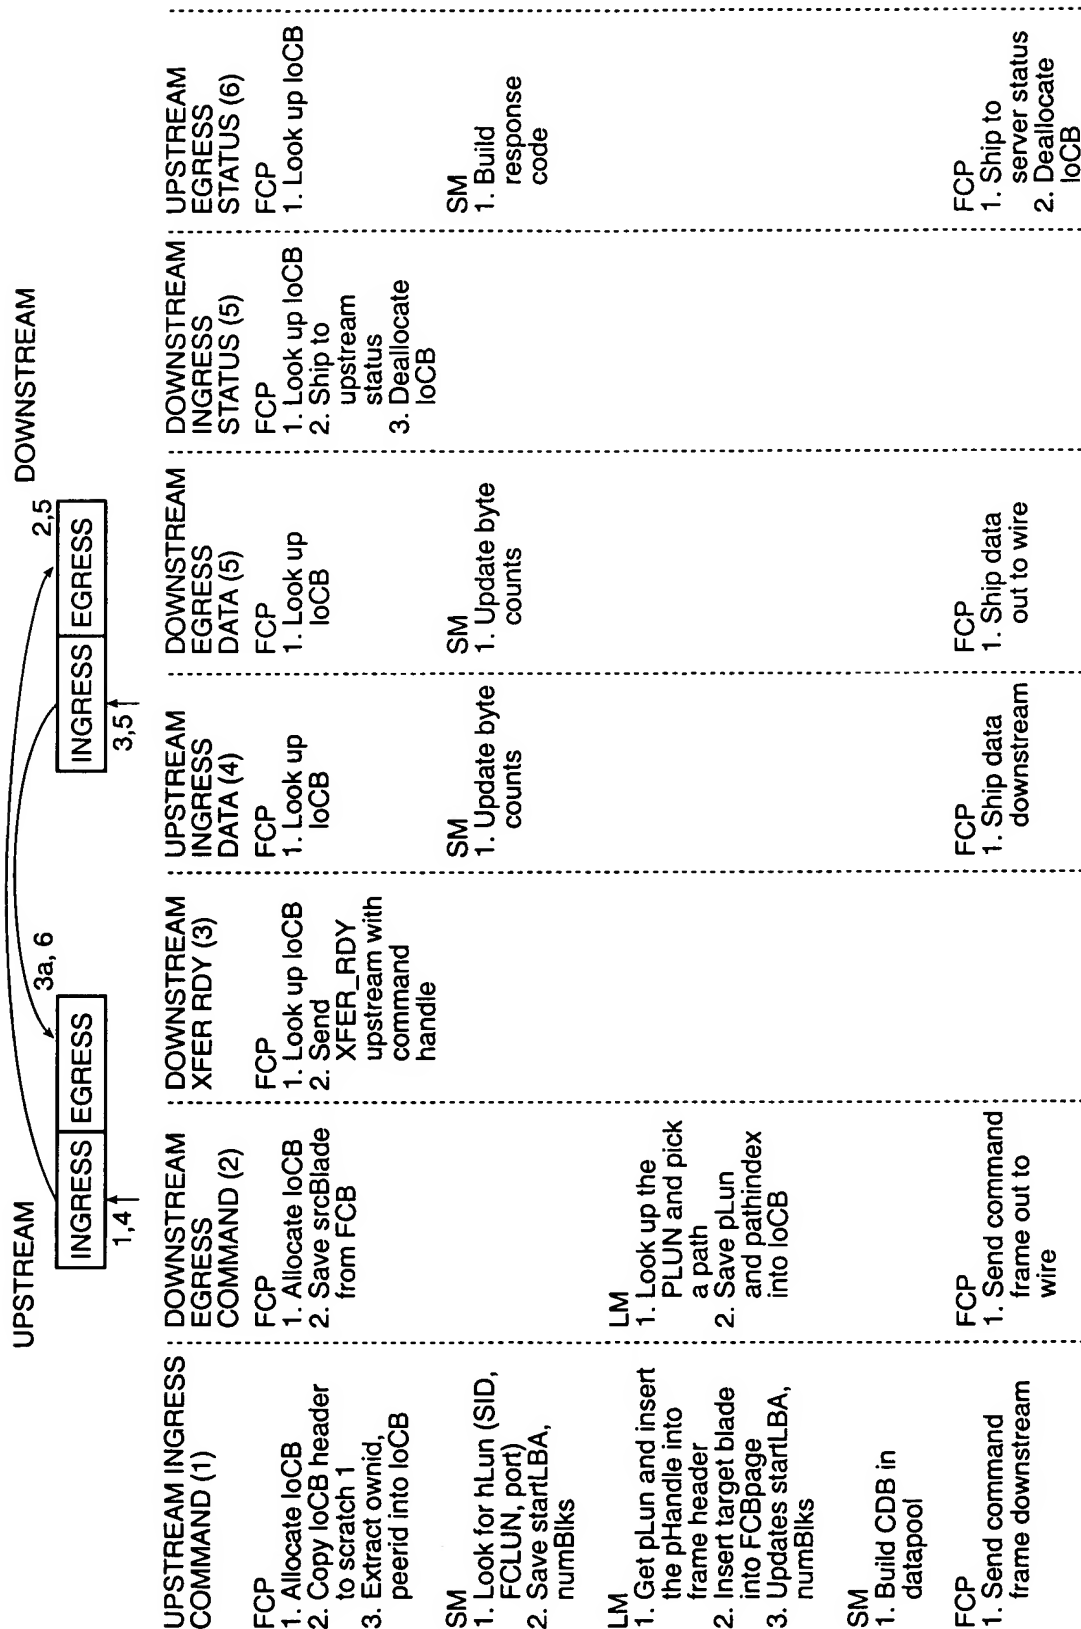 UPSTREAM
DOWNSTREAM
3a, 6
2,5
INGRESS
EGRESS
INGRESS
EGRESS
1,4
3,5
UPSTREAM INGRESS
COMMAND (1)
FCP
1. Allocate IoCB
2. Copy IoCB header
to scratch 1
3. Extract ownid,
peerid into IoCB
SM
1. Look for hLun (SID,
FCLUN, port)
2. Save startLBA,
numBlks
LM
1. Get pLun and insert
the pHandle into
frame header
2. Insert target blade
into FCBpage
3. Updates startLBA,
numBlks
SM
1. Build CDB in
datapool
FCP
1. Send command
frame downstream
DOWNSTREAM
EGRESS
COMMAND (2)
FCP
1. Allocate IoCB
2. Save srcBlade
from FCB
LM
1. Look up the
PLUN and pick
a path
2. Save pLun
and pathindex
into IoCB
FCP
1. Send command
frame out to
wire
DOWNSTREAM
XFER RDY (3)
FCP
1. Look up IoCB
2. Send
XFER_RDY
upstream with
command
handle
UPSTREAM
INGRESS
DATA (4)
FCP
1. Look up
IoCB
SM
1. Update byte
counts
FCP
1. Ship data
downstream
DOWNSTREAM
EGRESS
DATA (5)
FCP
1. Look up
IoCB
SM
1. Update byte
counts
FCP
1. Ship data
out to wire
DOWNSTREAM
INGRESS
STATUS (5)
FCP
1. Look up IoCB
2. Ship to
upstream
status
3. Deallocate
IoCB
UPSTREAM
EGRESS
STATUS (6)
FCP
1. Look up IoCB
SM
1. Build
response
code
FCP
1. Ship to
server status
2. Deallocate
IoCB